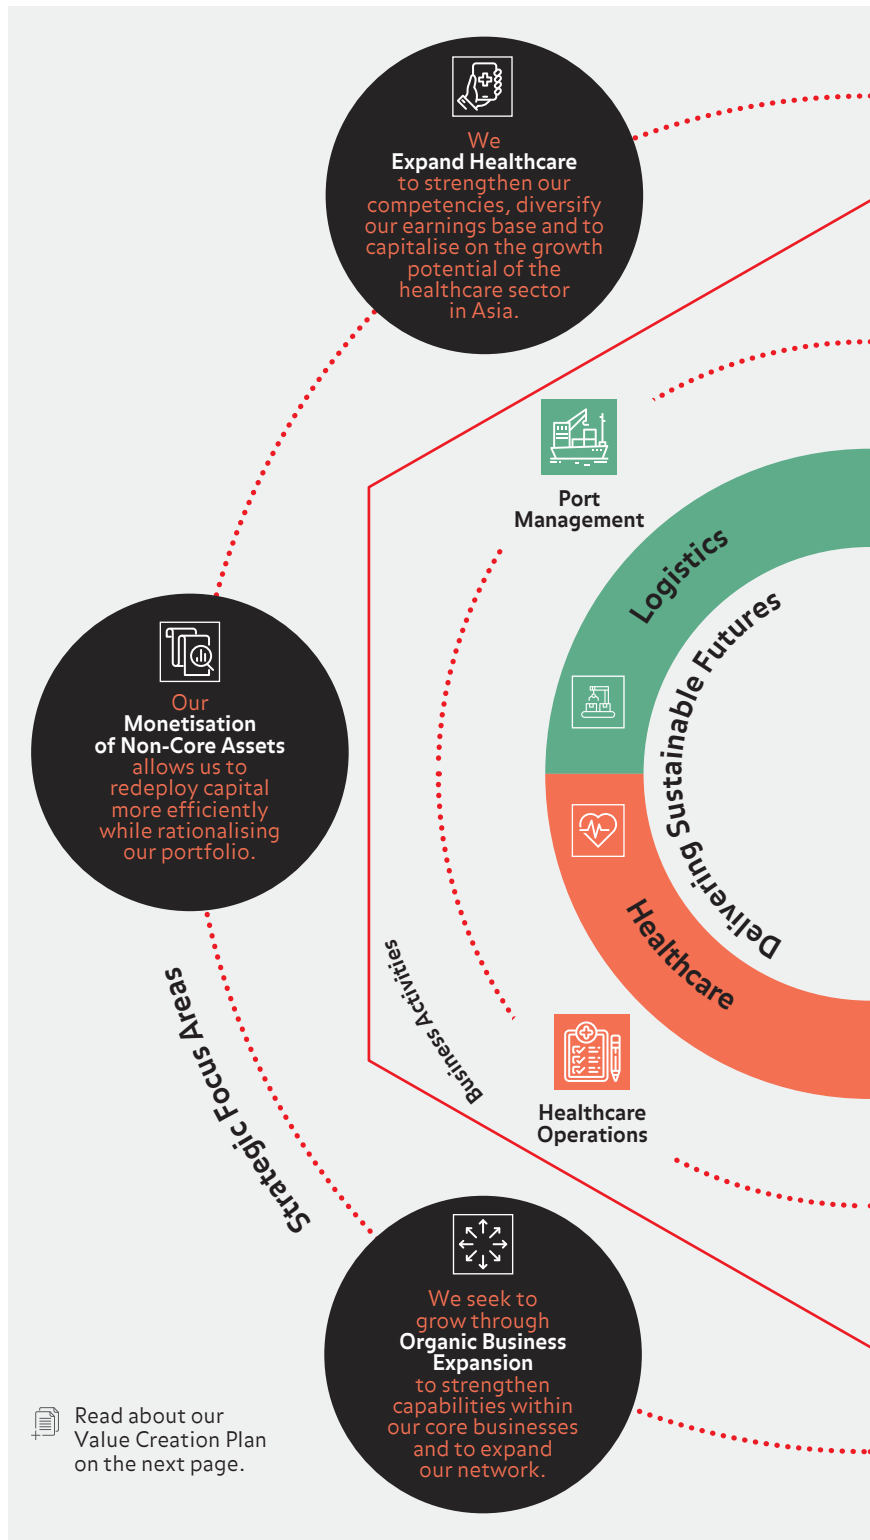 We
Expand Healthcare
to strengthen our
competencies, diversify
our earnings base and to
capitalise on the growth
potential of the
healthcare sector
in Asia.
Port
Management
Logistics
Delivering Sustainable Futures
Healthcare
Our
Monetisation
of Non-Core Assets
allows us to
redeploy capital
more efficiently
while rationalising
our portfolio.
Business Activities
Strategic Focus Areas
Healthcare
Operations
We seek to
grow through
Organic Business
Expansion
to strengthen
capabilities within
our core businesses
and to expand
our network.
Read about our
Value Creation Plan
on the next page.